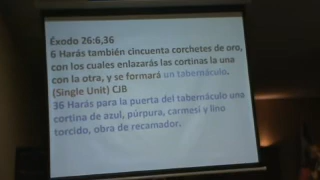 Éxodo 26:6,36
6 Harás también cincuenta corchetes de oro,
con los cuales enlazarás las cortinas la una
con la otra, y se formará un tabernáculo.
(Single Unit) CJB
36 Harás para la puerta del tabernáculo una
cortina de azul, púrpura, carmesí y lino
torcido, obra de recamador.